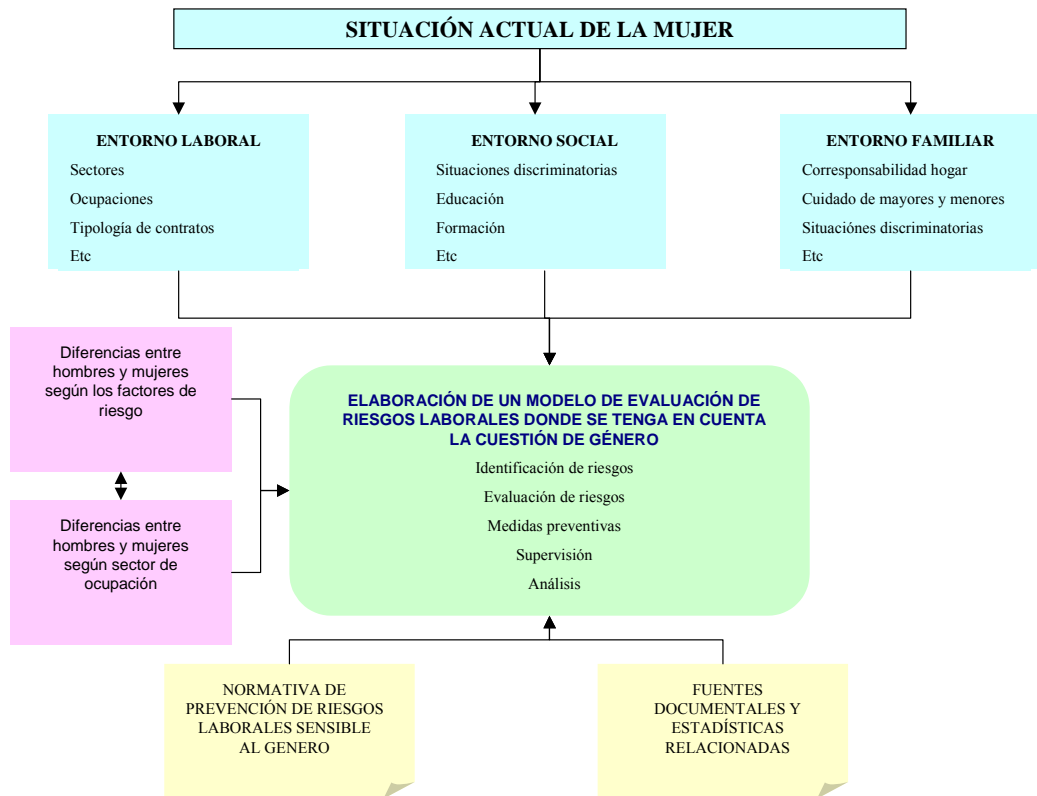 SITUACIÓN ACTUAL DE LA MUJER
ENTORNO LABORAL
Sectores
Ocupaciones
Tipología de contratos
Etc
ENTORNO SOCIAL
Situaciones discriminatorias
Educación
Formación
Etc
ENTORNO FAMILIAR
Corresponsabilidad hogar
Cuidado de mayores y menores
Situaciónes discriminatorias
Etc
Diferencias entre
hombres y mujeres
según los factores de
riesgo
Diferencias entre
hombres y mujeres
según sector de
ocupación
ELABORACIÓN DE UN MODELO DE EVALUACIÓN DE
RIESGOS LABORALES DONDE SE TENGA EN CUENTA
LA CUESTIÓN DE GÉNERO
Identificación de riesgos
Evaluación de riesgos
Medidas preventivas
Supervisión
Análisis
NORMATIVA DE
PREVENCIÓN DE RIESGOS
LABORALES SENSIBLE
AL GENERO
FUENTES
DOCUMENTALES Y
ESTADÍSTICAS
RELACIONADAS